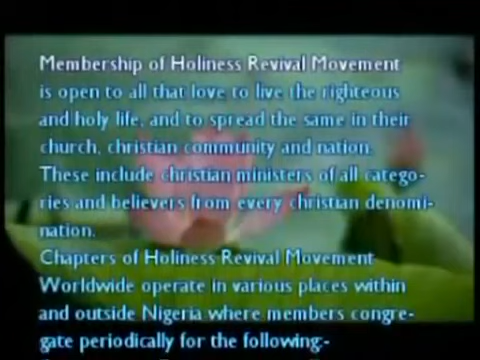 Membership of Holiness Revival Movement
is open to all that love to live the righteous
and holy life, and to spread the same in their
church, christian community and nation.
These include christian ministers of all catego-
ries and believers from every christian denomi-
nation.
Chapters of Holiness Revival Movement
Worldwide operate in various places within
and outside Nigeria where members congre-
gate periodically for the following:-